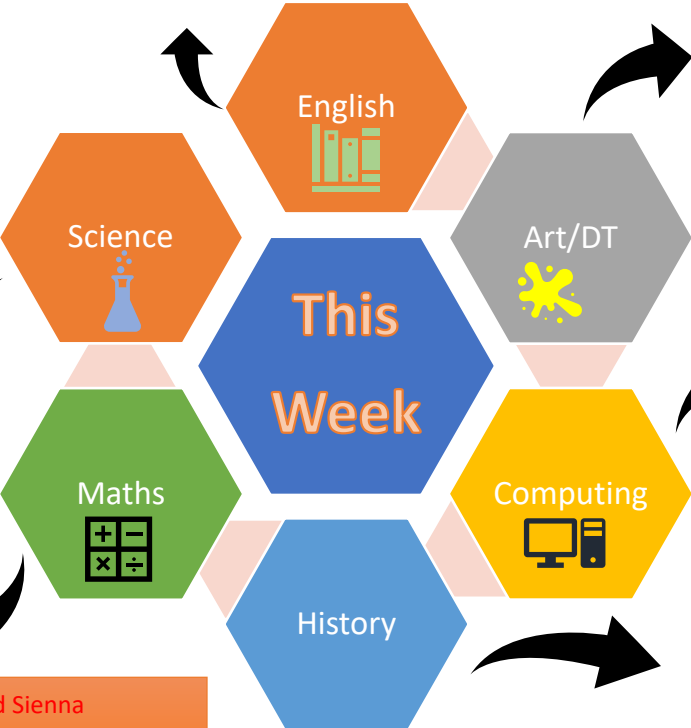 English
Science
Art/DT
This
Week
Maths
Computing
History
Sienna